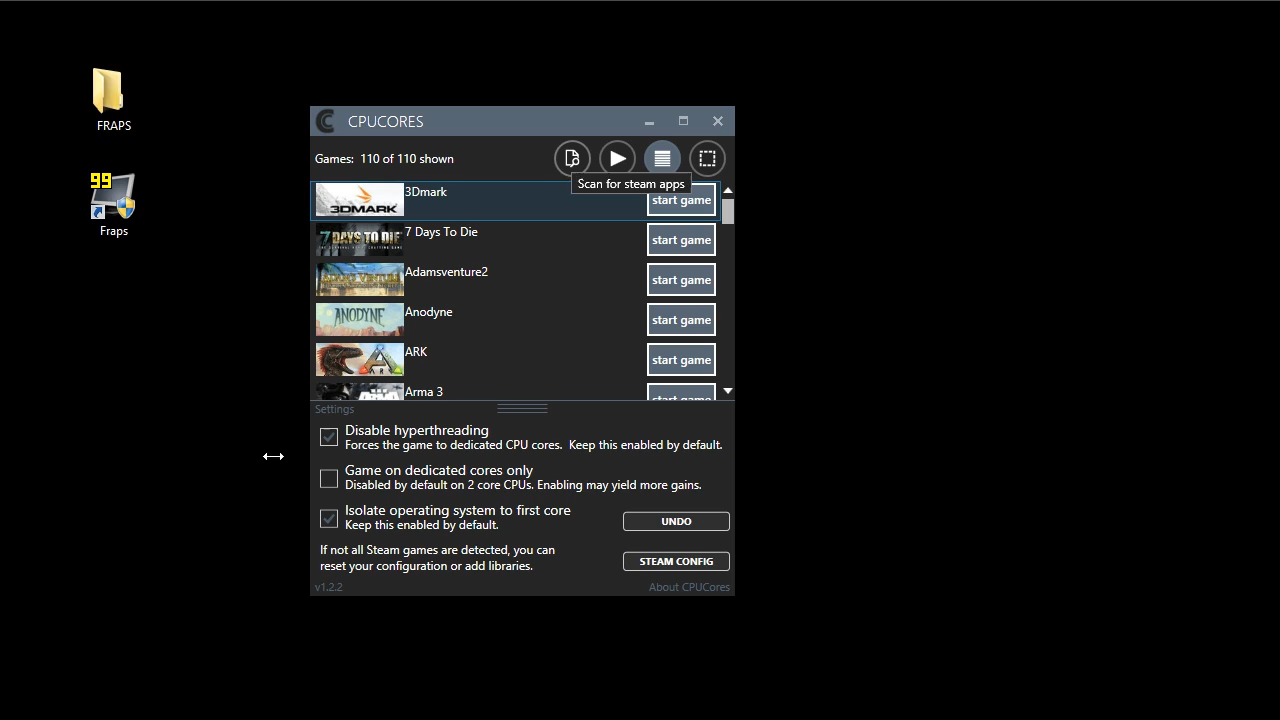 FRAPS
99
Fraps
CPUCORES
Games: 110 of 110 shown
Scan for steam apps
3DMARK
3Dmark
start game
7 DAYS TO DIE
7 Days To Die
start game
Adamsventure2
start game
ANODYNE
Anodyne
start game
ARK
ARK
start game
ARMA
Arma 3
start game
Settings
Disable hyperthreading
Forces the game to dedicated CPU cores. Keep this enabled by default.
Game on dedicated cores only
Disabled by default on 2 core CPUs. Enabling may yield more gains.
Isolate operating system to first core
Keep this enabled by default.
UNDO
If not all Steam games are detected, you can
reset your configuration or add libraries.
STEAM CONFIG
v1.2.2
About CPUCores